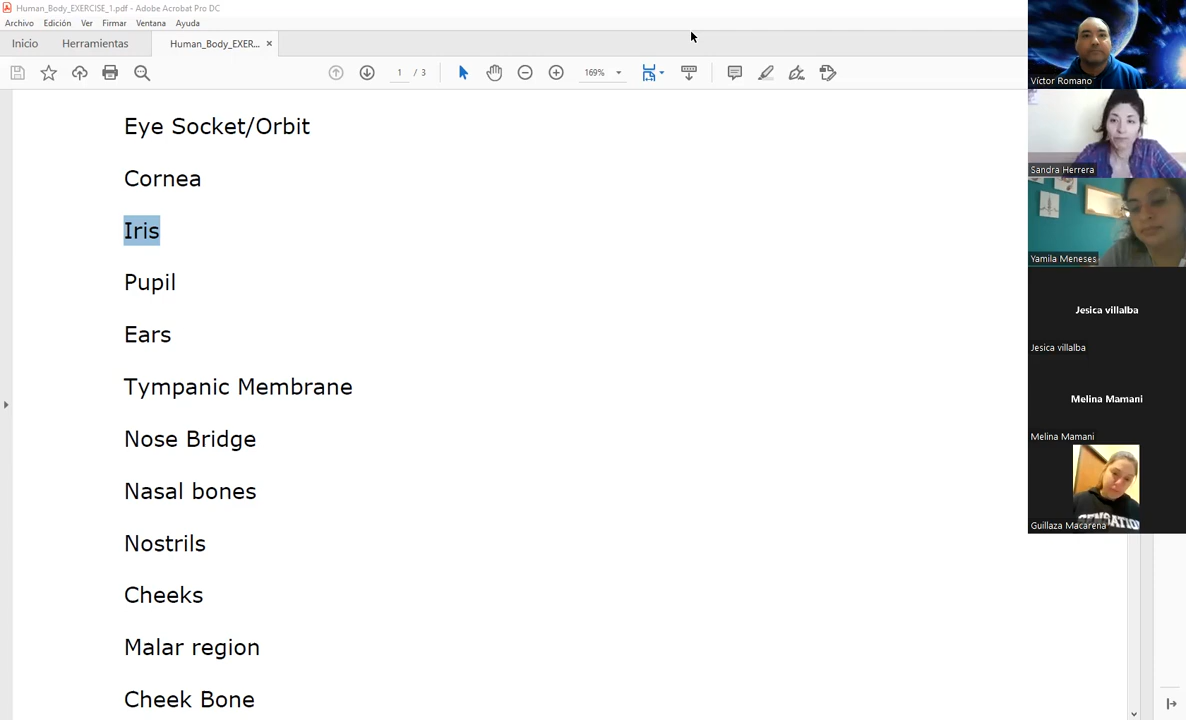 Human_Body_EXERCISE_1.pdf - Adobe Acrobat Pro DC
Archivo Edición Ver Firmar Ventana Ayuda
Inicio Herramientas Human_Body_EXER... ×
1 / 3 169%
Eye Socket/Orbit
Cornea
Iris
Pupil
Ears
Tympanic Membrane
Nose Bridge
Nasal bones
Nostrils
Cheeks
Malar region
Cheek Bone
Víctor Romano
Sandra Herrera
Yamila Meneses
Jesica villalba
Jesica villalba
Melina Mamani
Melina Mamani
Guillaza Macarena